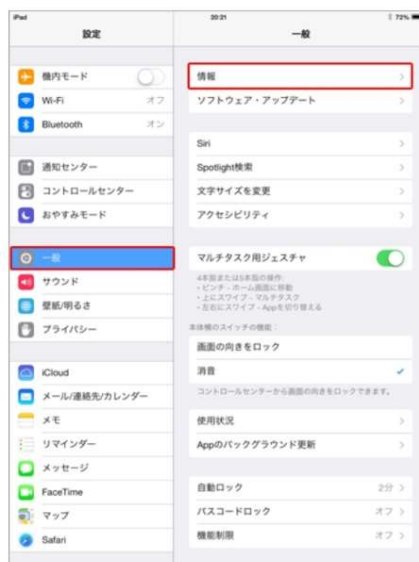 iPad
20:21
72%
設定
一般
機内モード
Wi-Fi
オフ
Bluetooth
オン
通知センター
コントロールセンター
おやすみモード
一般
サウンド
壁紙/明るさ
プライバシー
iCloud
メール/連絡先/カレンダー
メモ
リマインダー
メッセージ
FaceTime
マップ
Safari
情報
ソフトウェア・アップデート
Siri
Spotlight検索
文字サイズを変更
アクセシビリティ
マルチタスク用ジェスチャ
4本指または5本指の操作:
・ピンチ - ホーム画面に移動
・上にスワイプ - マルチタスク
・左右にスワイプ - Appを切り替える
本体横のスイッチの機能:
画面の向きをロック
消音
コントロールセンターから画面の向きをロックできます。
使用状況
Appのバックグラウンド更新
自動ロック
2分
パスコードロック
オフ
機能制限
オフ